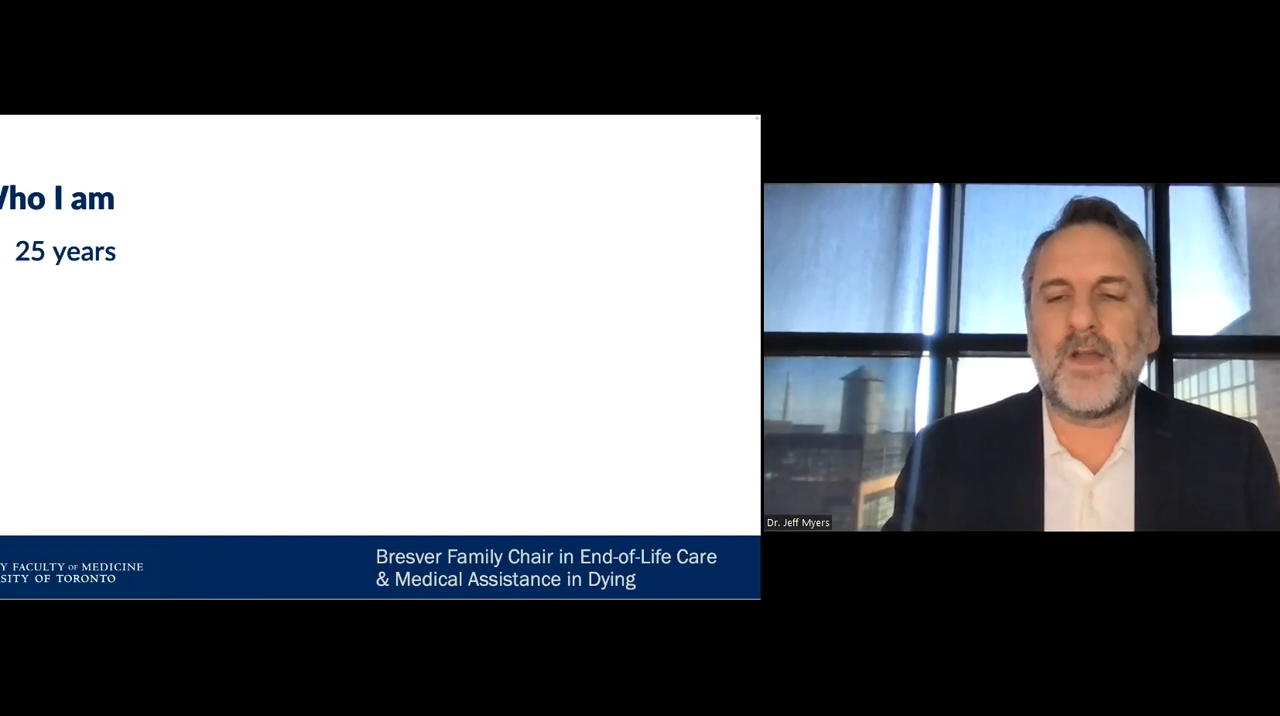 Who I am
25 years
Y FACULTY OF MEDICINE
SITY OF TORONTO
Bresver Family Chair in End-of-Life Care
& Medical Assistance in Dying
Dr. Jeff Myers